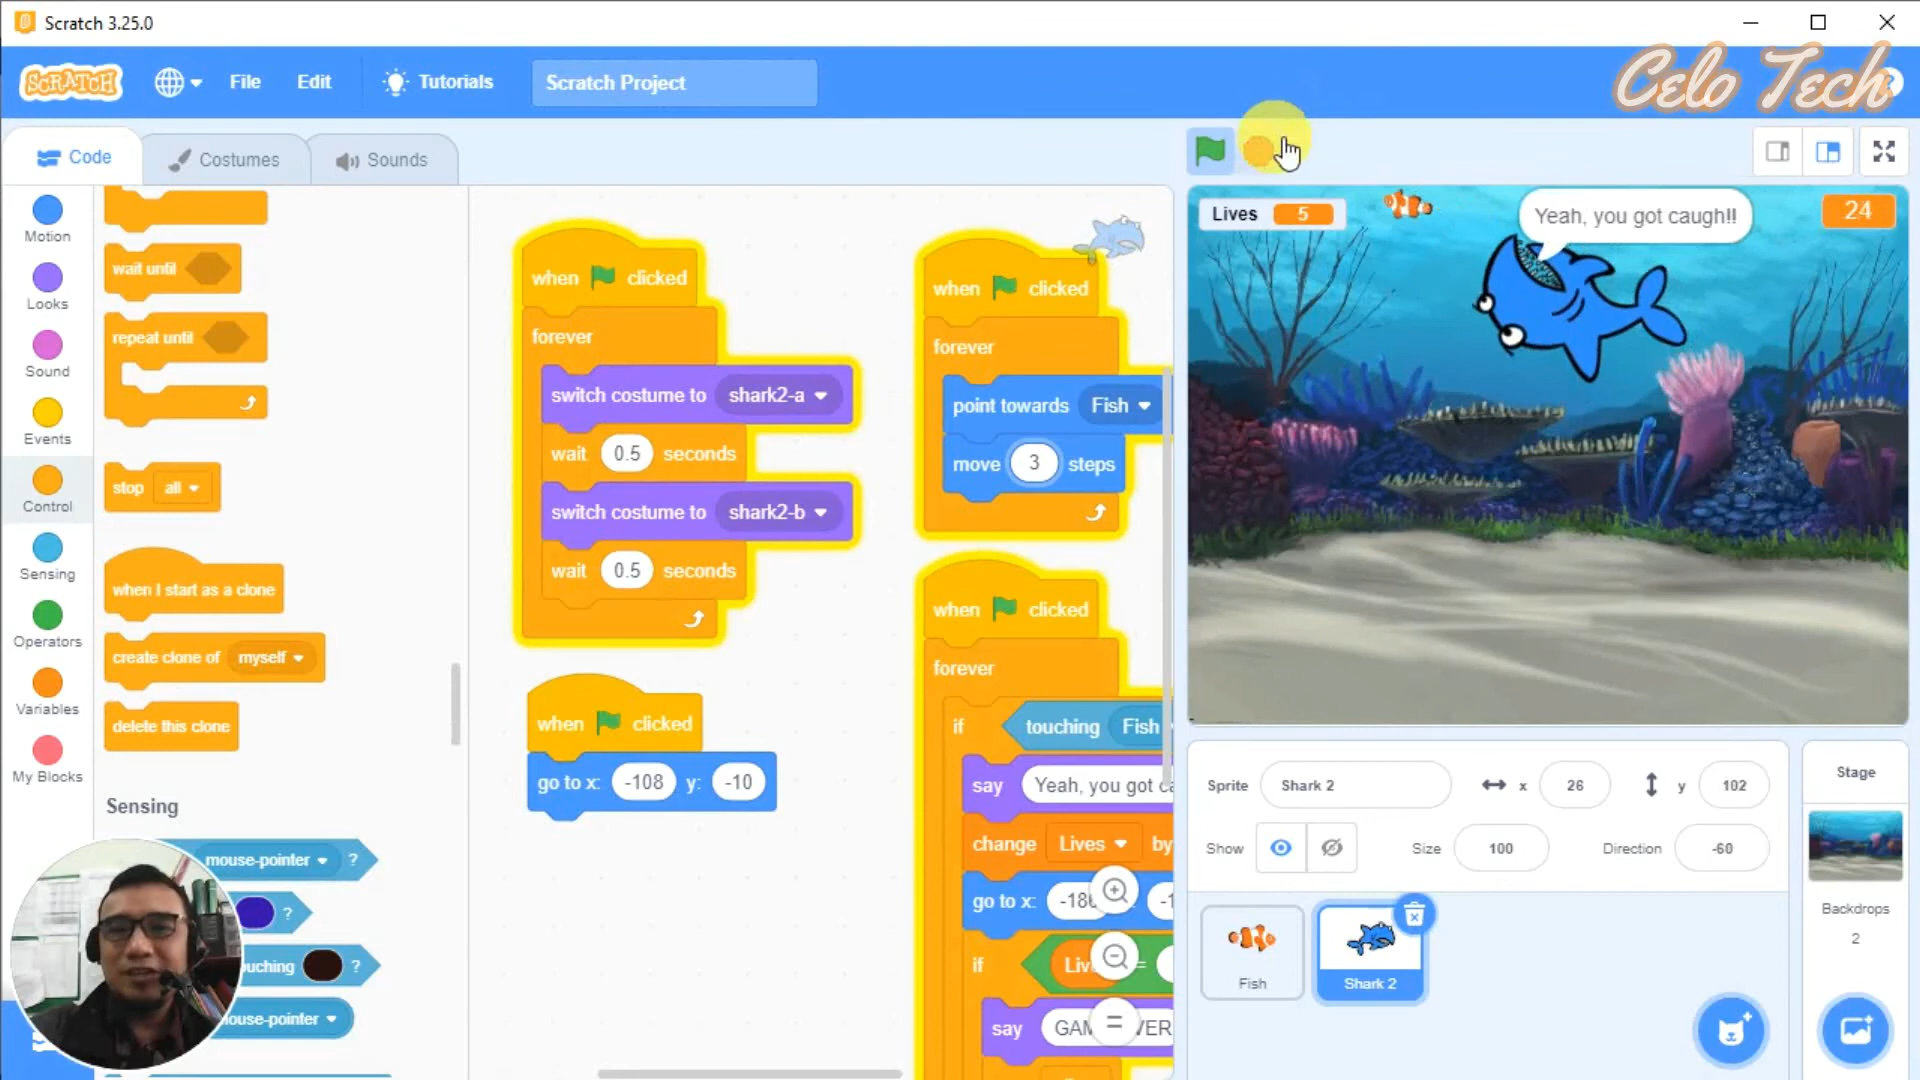 Scratch 3.25.0
SCRATCH
File
Edit
Tutorials
Scratch Project
Celo Tech
Code
Costumes
Sounds
Motion
Looks
Sound
Events
Control
Sensing
Operators
Variables
My Blocks
wait until
repeat until
stop all
when I start as a clone
create clone of myself
delete this clone
Sensing
mouse-pointer ?
?
?
when clicked
forever
switch costume to shark2-a
wait 0.5 seconds
switch costume to shark2-b
wait 0.5 seconds
when clicked
go to x: -108 y: -10
when clicked
forever
point towards Fish
move 3 steps
when clicked
forever
if touching Fish
say Yeah, you got
change Lives by
go to x:
if =
say
Lives 5
Yeah, you got caugh!!
24
Sprite Shark 2 x 26 y 102
Show Size 100 Direction -60
Fish
Shark 2
Stage
Backdrops
2